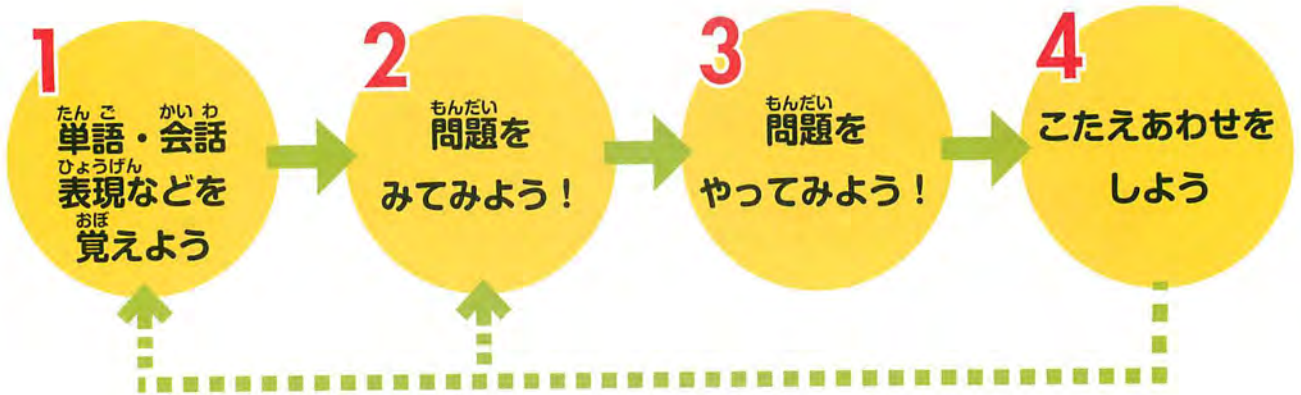 1
たんご かいわ
単語・会話
ひょうげん
表現などを
おぼ
覚えよう
2
もんだい
問題を
みてみよう！
3
もんだい
問題を
やってみよう！
4
こたえあわせを
しよう